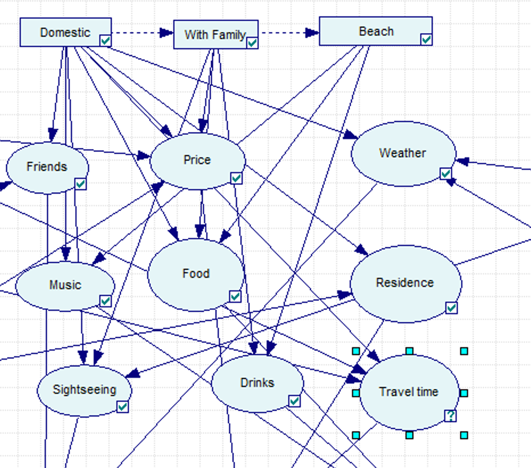 Domestic
With Family
Beach
Friends
Price
Weather
Music
Food
Residence
Sightseeing
Drinks
Travel time
?